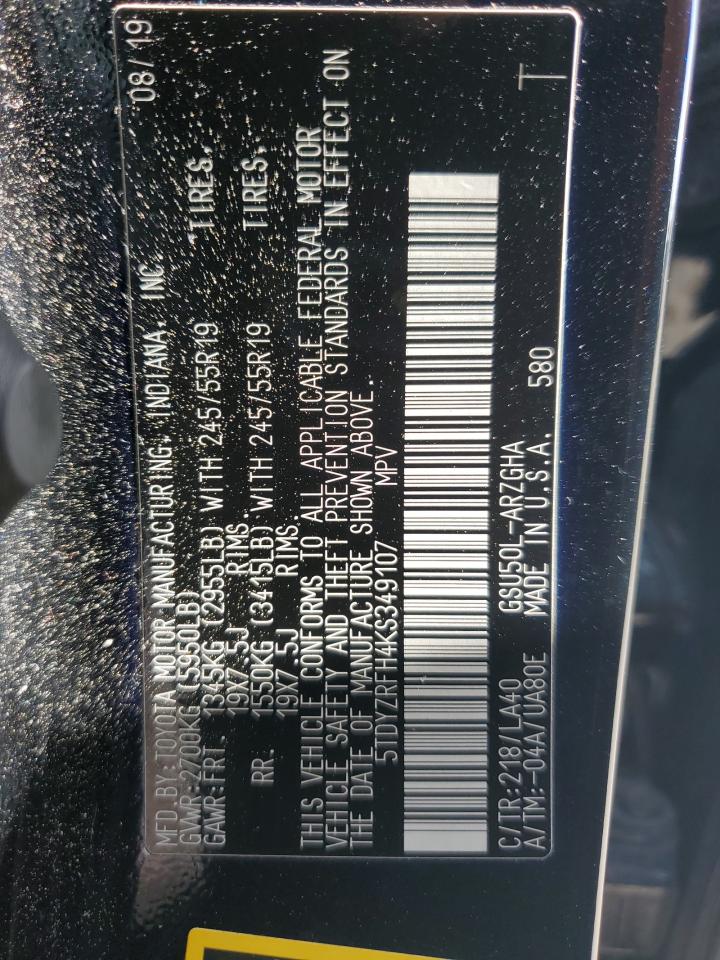 MFD.BY:TOYOTA MOTOR MANUFACTURING, INDIANA, INC. 08/19
GVWR:2700KG(5950LB)
GAWR:FRT 1345KG(2955LB) WITH 245/55R19 TIRES,
19X7.5J RIMS.
RR. 1550KG(3415LB) WITH 245/55R19 TIRES,
19X7.5J RIMS.
THIS VEHICLE CONFORMS TO ALL APPLICABLE FEDERAL MOTOR
VEHICLE SAFETY AND THEFT PREVENTION STANDARDS IN EFFECT ON
THE DATE OF MANUFACTURE SHOWN ABOVE.
5TDYZRFH4KS349107 MPV
C/TR:218/LA40 GSU50L-ARZGHA
A/TM:-04A/UA80E MADE IN U.S.A. 580 T